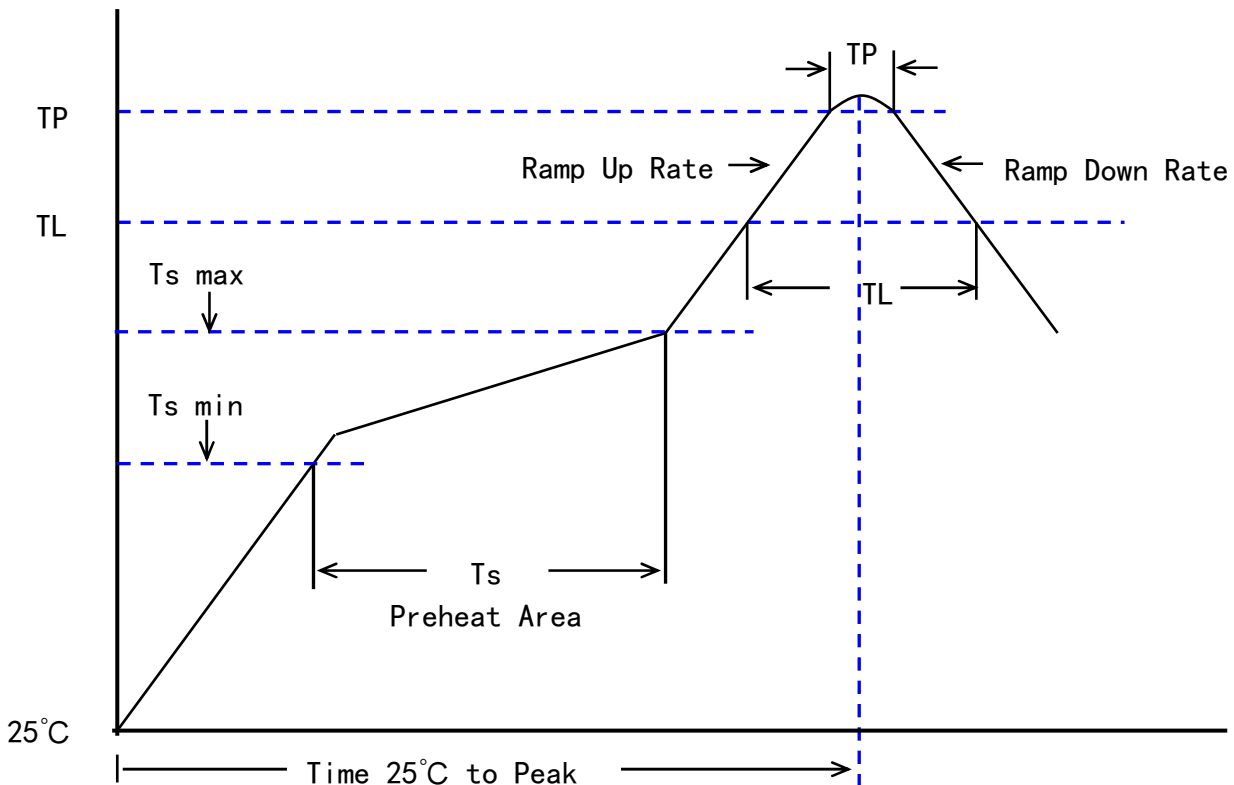 TP
TP
Ramp Up Rate
Ramp Down Rate
TL
Ts max
TL
Ts min
Ts
Preheat Area
25℃
Time 25℃ to Peak